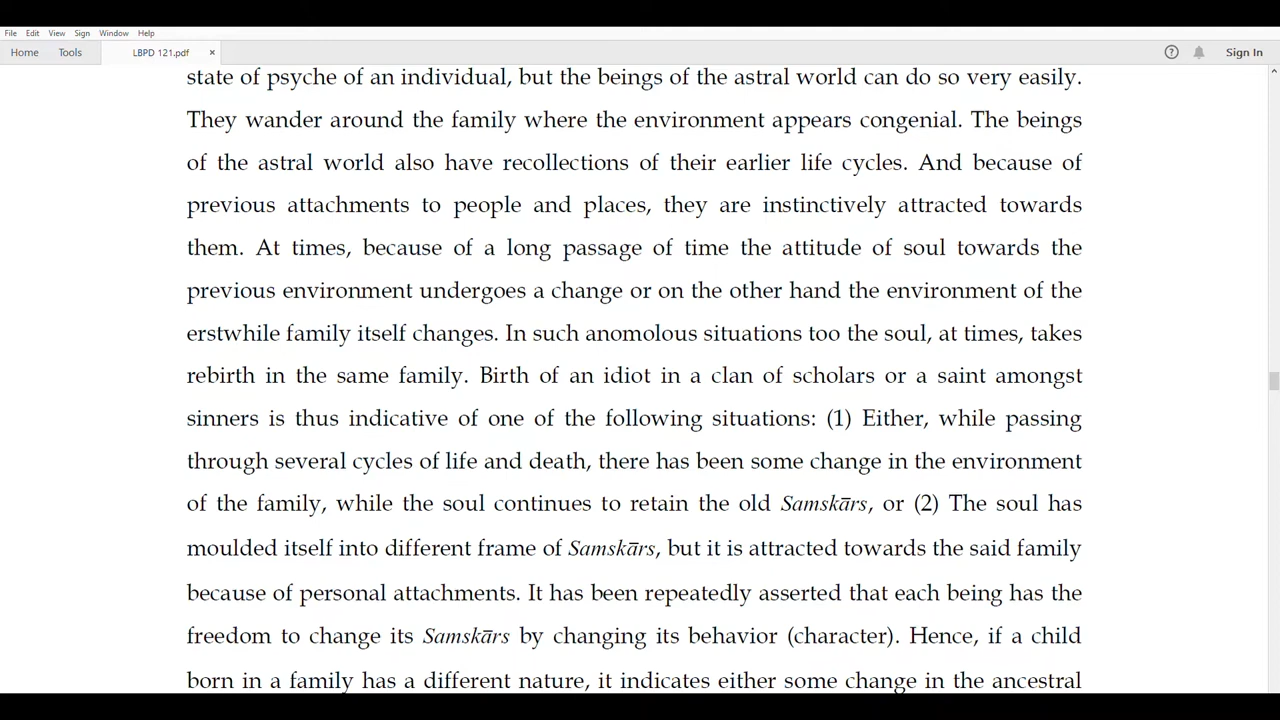 File Edit View Sign Window Help
Home Tools LBPD 121.pdf × ? Sign In
state of psyche of an individual, but the beings of the astral world can do so very easily.
They wander around the family where the environment appears congenial. The beings
of the astral world also have recollections of their earlier life cycles. And because of
previous attachments to people and places, they are instinctively attracted towards
them. At times, because of a long passage of time the attitude of soul towards the
previous environment undergoes a change or on the other hand the environment of the
erstwhile family itself changes. In such anomolous situations too the soul, at times, takes
rebirth in the same family. Birth of an idiot in a clan of scholars or a saint amongst
sinners is thus indicative of one of the following situations: (1) Either, while passing
through several cycles of life and death, there has been some change in the environment
of the family, while the soul continues to retain the old Samskārs, or (2) The soul has
moulded itself into different frame of Samskārs, but it is attracted towards the said family
because of personal attachments. It has been repeatedly asserted that each being has the
freedom to change its Samskārs by changing its behavior (character). Hence, if a child
born in a family has a different nature, it indicates either some change in the ancestral